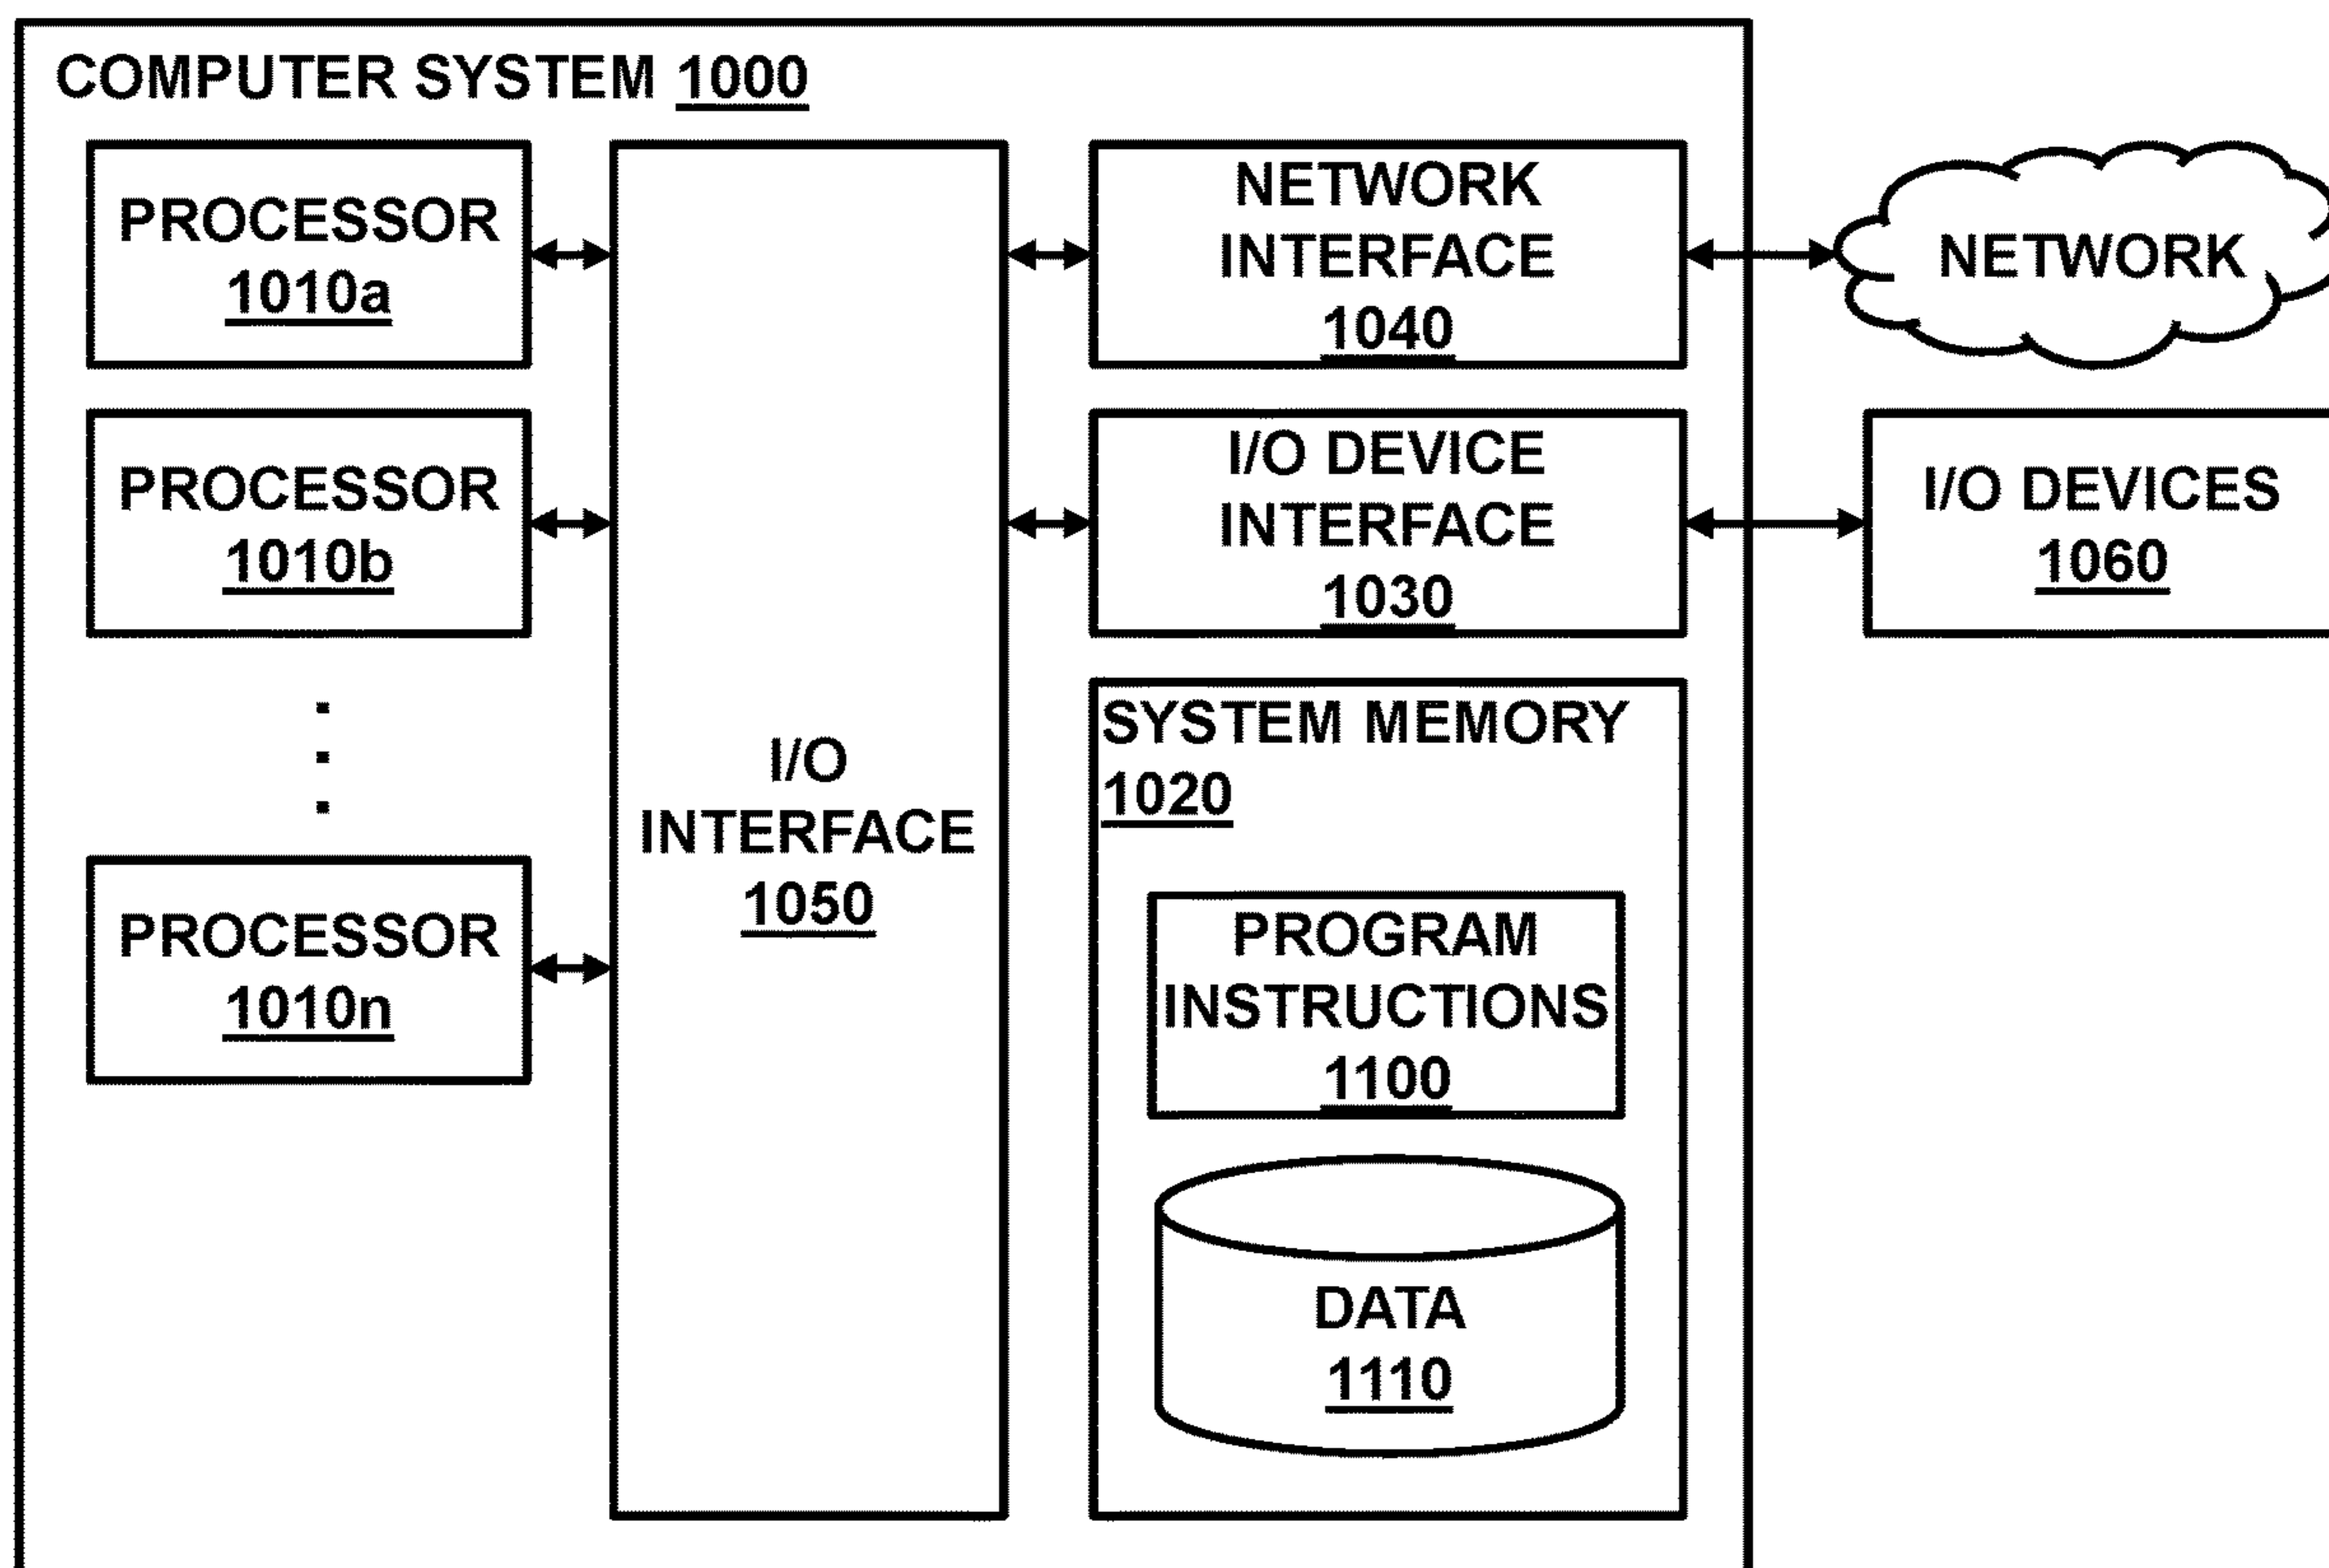 COMPUTER SYSTEM 1000
PROCESSOR
1010a
PROCESSOR
1010b
PROCESSOR
1010n
I/O
INTERFACE
1050
NETWORK
INTERFACE
1040
I/O DEVICE
INTERFACE
1030
SYSTEM MEMORY
1020
PROGRAM
INSTRUCTIONS
1100
DATA
1110
NETWORK
I/O DEVICES
1060